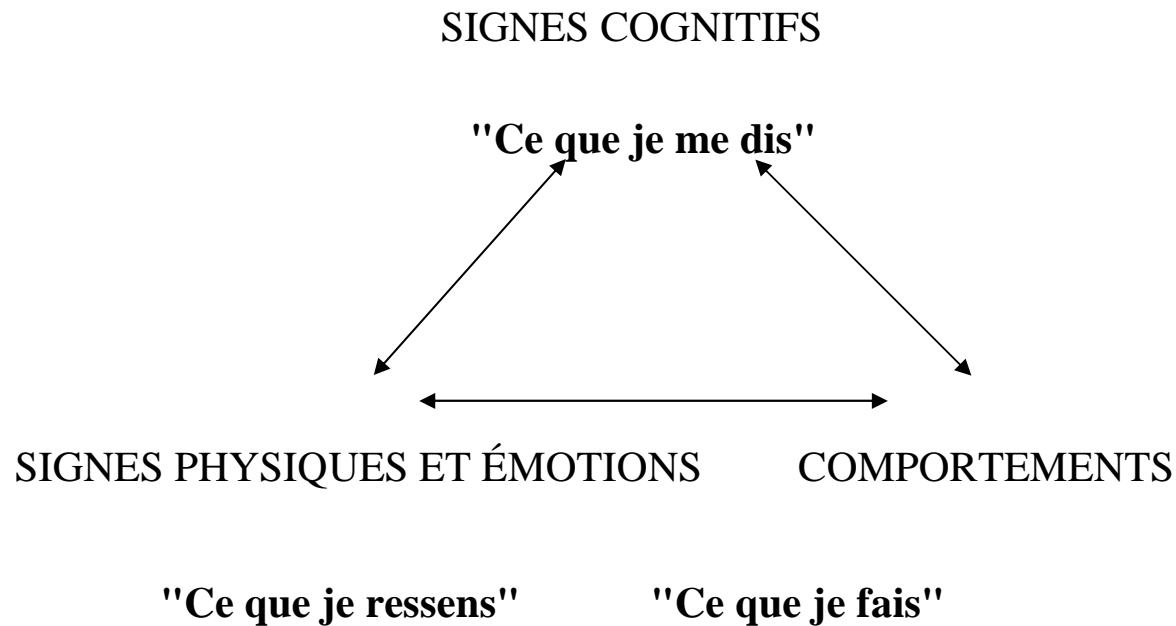 SIGNES COGNITIFS
"Ce que je me dis"
SIGNES PHYSIQUES ET ÉMOTIONS COMPORTEMENTS
"Ce que je ressens" "Ce que je fais"